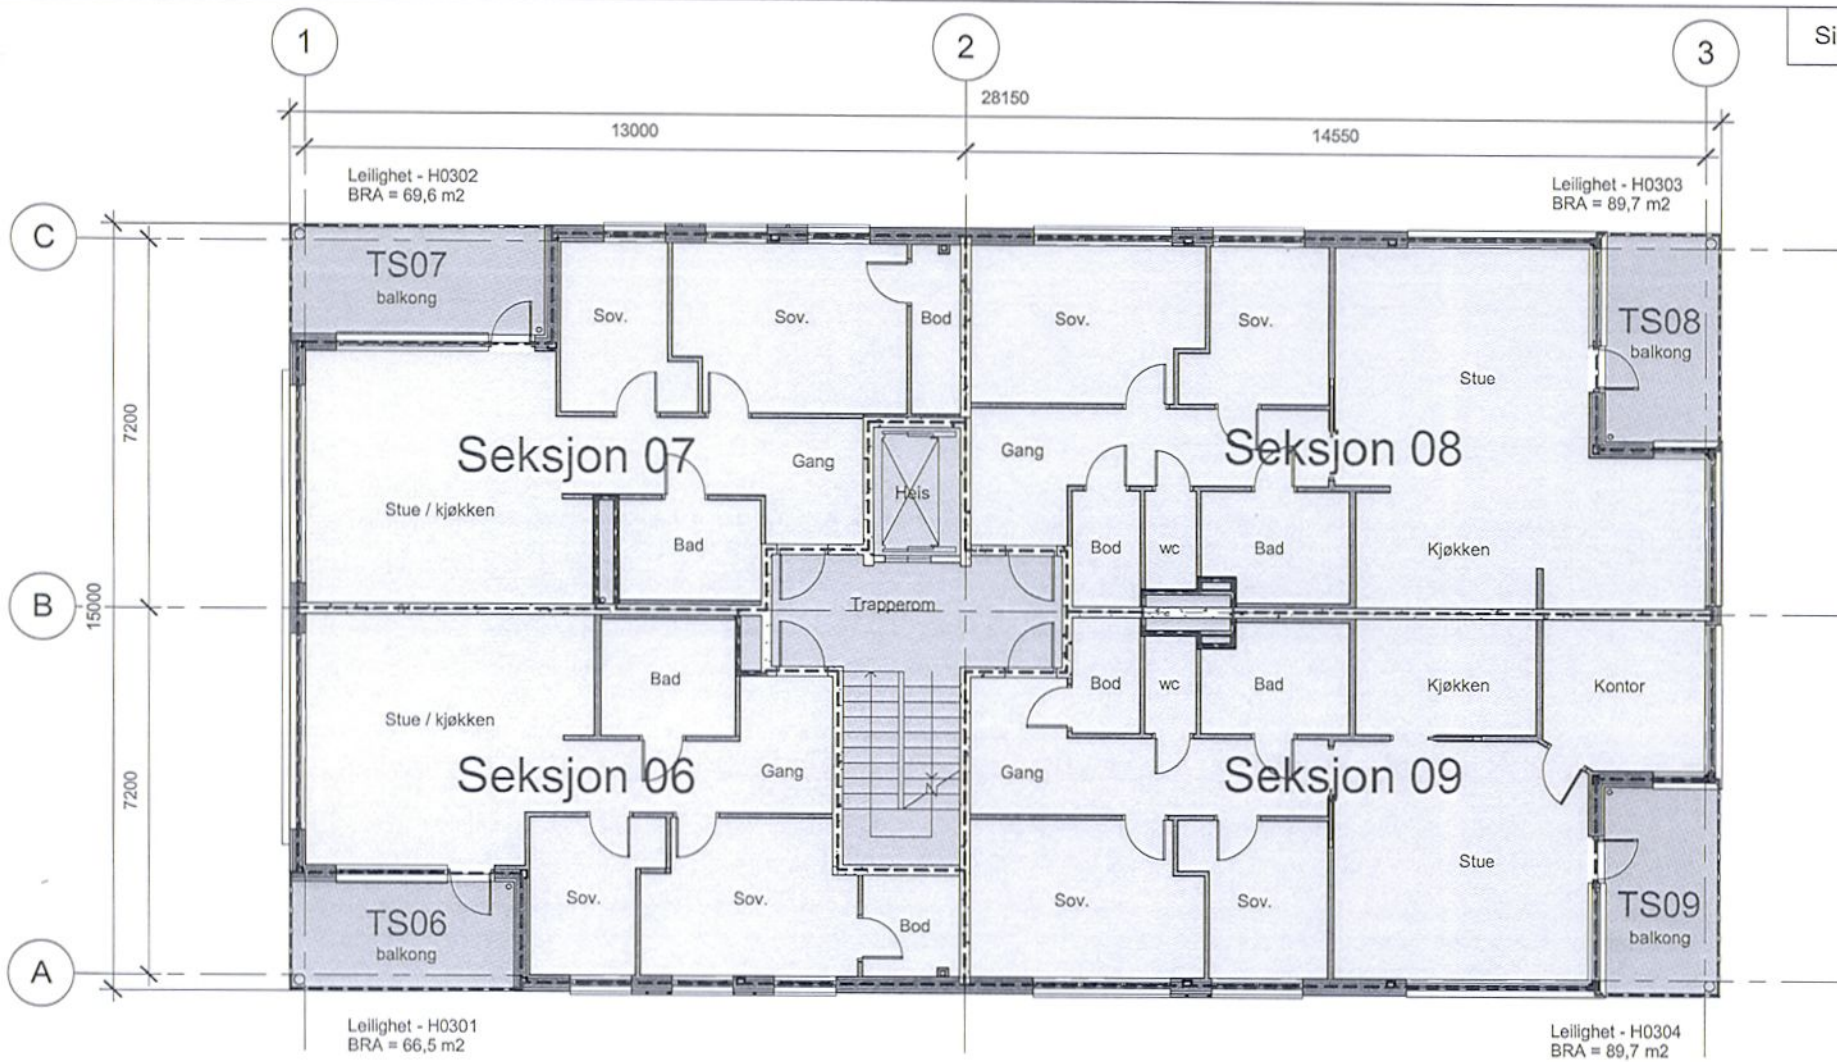 1
2
3
Si
28150
13000
14550
Leilighet - H0302
BRA = 69,6 m2
Leilighet - H0303
BRA = 89,7 m2
C
TS07
balkong
Sov.
Sov.
Bod
Sov.
Sov.
TS08
balkong
Stue
7200
Seksjon 07
Gang
Heis
Gang
Seksjon 08
Stue / kjøkken
Bad
Bod
wc
Bad
Kjøkken
B
15000
Trapperom
Bad
Bod
wc
Bad
Kjøkken
Kontor
Stue / kjøkken
7200
Seksjon 06
Gang
Gang
Seksjon 09
Stue
TS06
balkong
Sov.
Sov.
Bod
Sov.
Sov.
TS09
balkong
A
Leilighet - H0301
BRA = 66,5 m2
Leilighet - H0304
BRA = 89,7 m2